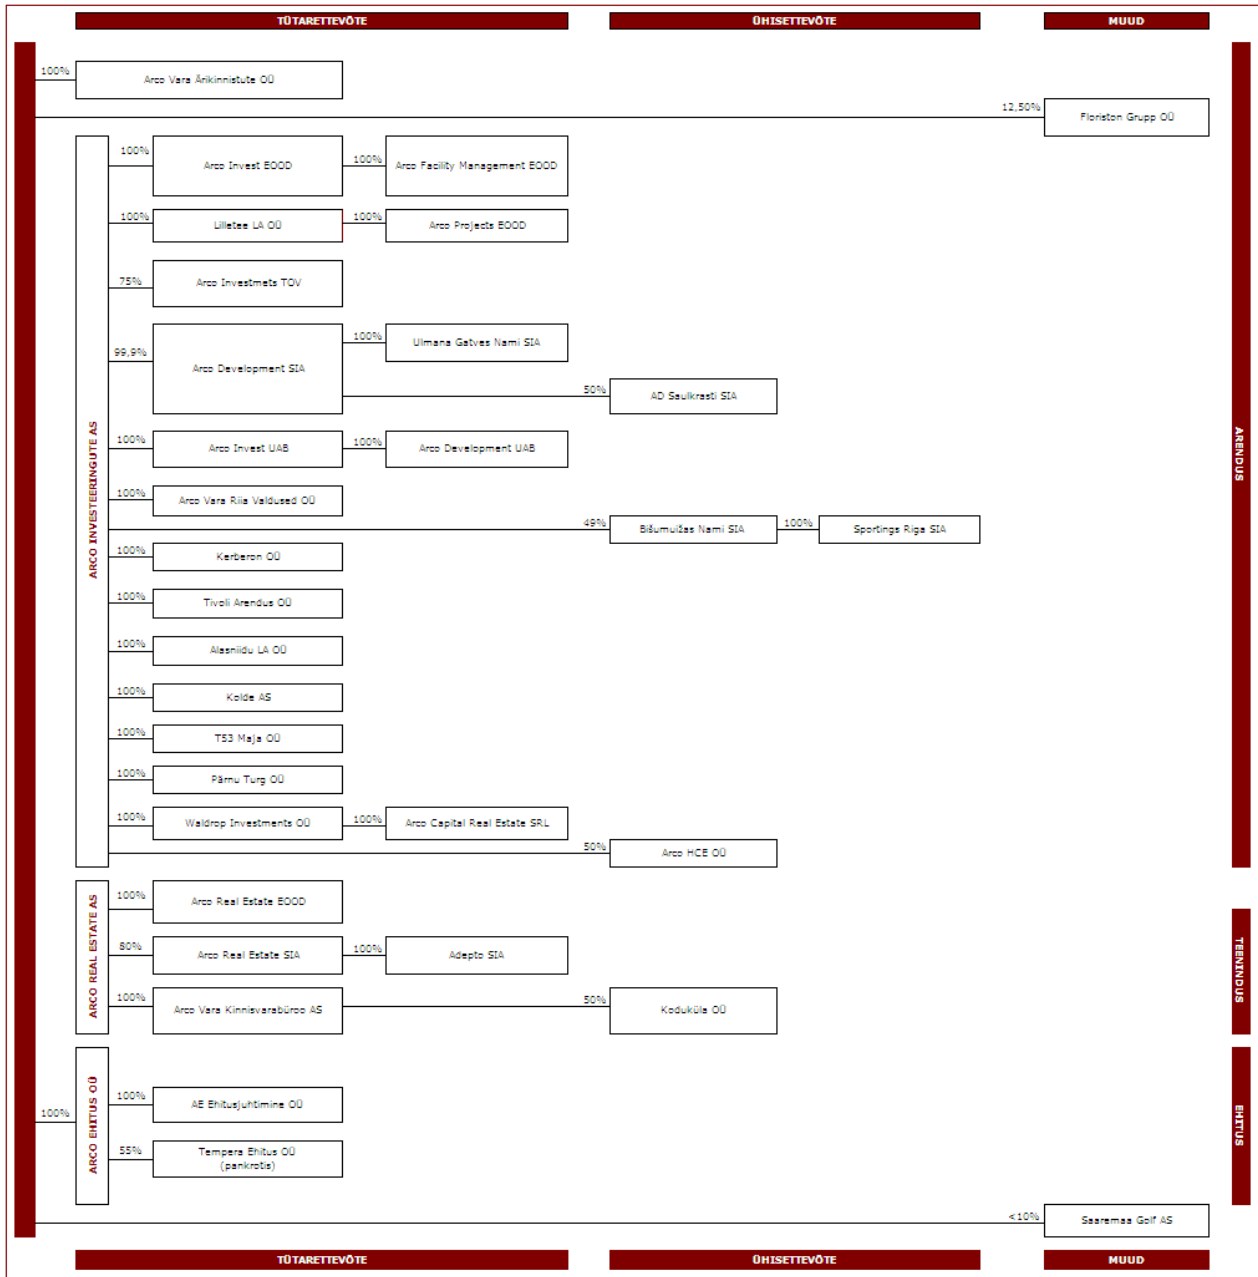 TÜTARETTEVÕTE
ÜHISETTEVÕTE
MUUD
100%
Arco Vara Ärikinnistute OÜ
12,50%
Floriston Grupp OÜ
ARCO INVESTEERINGUTE AS
ARENDUS
100%
Arco Invest EOOD
100%
Arco Facility Management EOOD
100%
Lilletee LA OÜ
100%
Arco Projects EOOD
75%
Arco Investmets TOV
99,9%
Arco Development SIA
100%
Ulmana Gatves Nami SIA
50%
AD Saulkrasti SIA
100%
Arco Invest UAB
100%
Arco Development UAB
100%
Arco Vara Riia Valdused OÜ
49%
Bišumuižas Nami SIA
100%
Sportings Riga SIA
100%
Kerberon OÜ
100%
Tivoli Arendus OÜ
100%
Alasniidu LA OÜ
100%
Kolde AS
100%
T53 Maja OÜ
100%
Pärnu Turg OÜ
100%
Waldrop Investments OÜ
100%
Arco Capital Real Estate SRL
50%
Arco HCE OÜ
ARCO REAL ESTATE AS
TEENINDUS
100%
Arco Real Estate EOOD
80%
Arco Real Estate SIA
100%
Adepto SIA
100%
Arco Vara Kinnisvarabüroo AS
50%
Koduküla OÜ
100%
ARCO EHITUS OÜ
EHITUS
100%
AE Ehitusjuhtimine OÜ
55%
Tempera Ehitus OÜ
(pankrotis)
<10%
Saaremaa Golf AS
TÜTARETTEVÕTE
ÜHISETTEVÕTE
MUUD